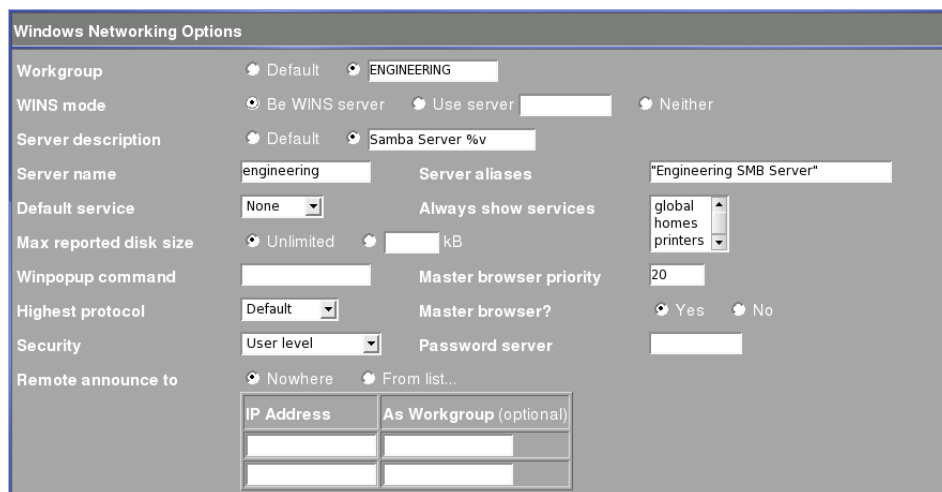 Windows Networking Options
Workgroup Default ENGINEERING
WINS mode Be WINS server Use server Neither
Server description Default Samba Server %v
Server name engineering Server aliases "Engineering SMB Server"
Default service None Always show services global
homes
printers
Max reported disk size Unlimited kB
Winpopup command Master browser priority 20
Highest protocol Default Master browser? Yes No
Security User level Password server
Remote announce to Nowhere From list...
IP Address As Workgroup (optional)